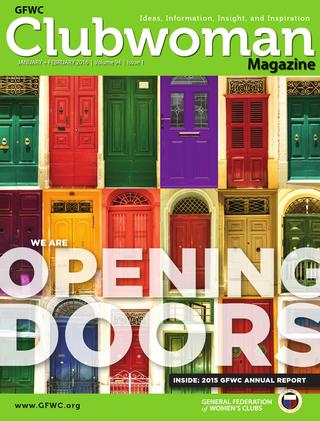 GFWC
Ideas, Information, Insight, and Inspiration
Clubwoman
Magazine
JANUARY • FEBRUARY 2016 | Volume 94 | Issue 1
WE ARE
OPENING
DOORS
INSIDE: 2015 GFWC ANNUAL REPORT
www.GFWC.org
GENERAL FEDERATION
of WOMEN'S CLUBS